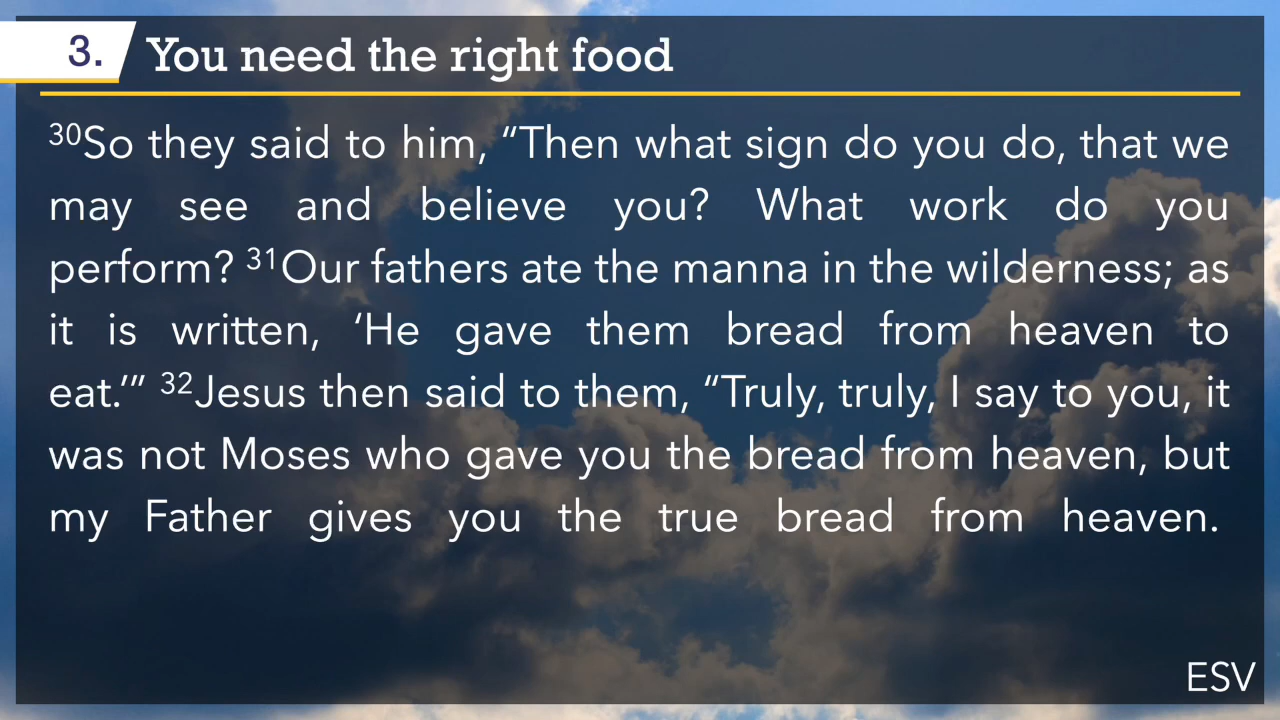 3. You need the right food
³⁰So they said to him, “Then what sign do you do, that we
may see and believe you? What work do you
perform? ³¹Our fathers ate the manna in the wilderness; as
it is written, ‘He gave them bread from heaven to
eat.’” ³²Jesus then said to them, “Truly, truly, I say to you, it
was not Moses who gave you the bread from heaven, but
my Father gives you the true bread from heaven.
ESV